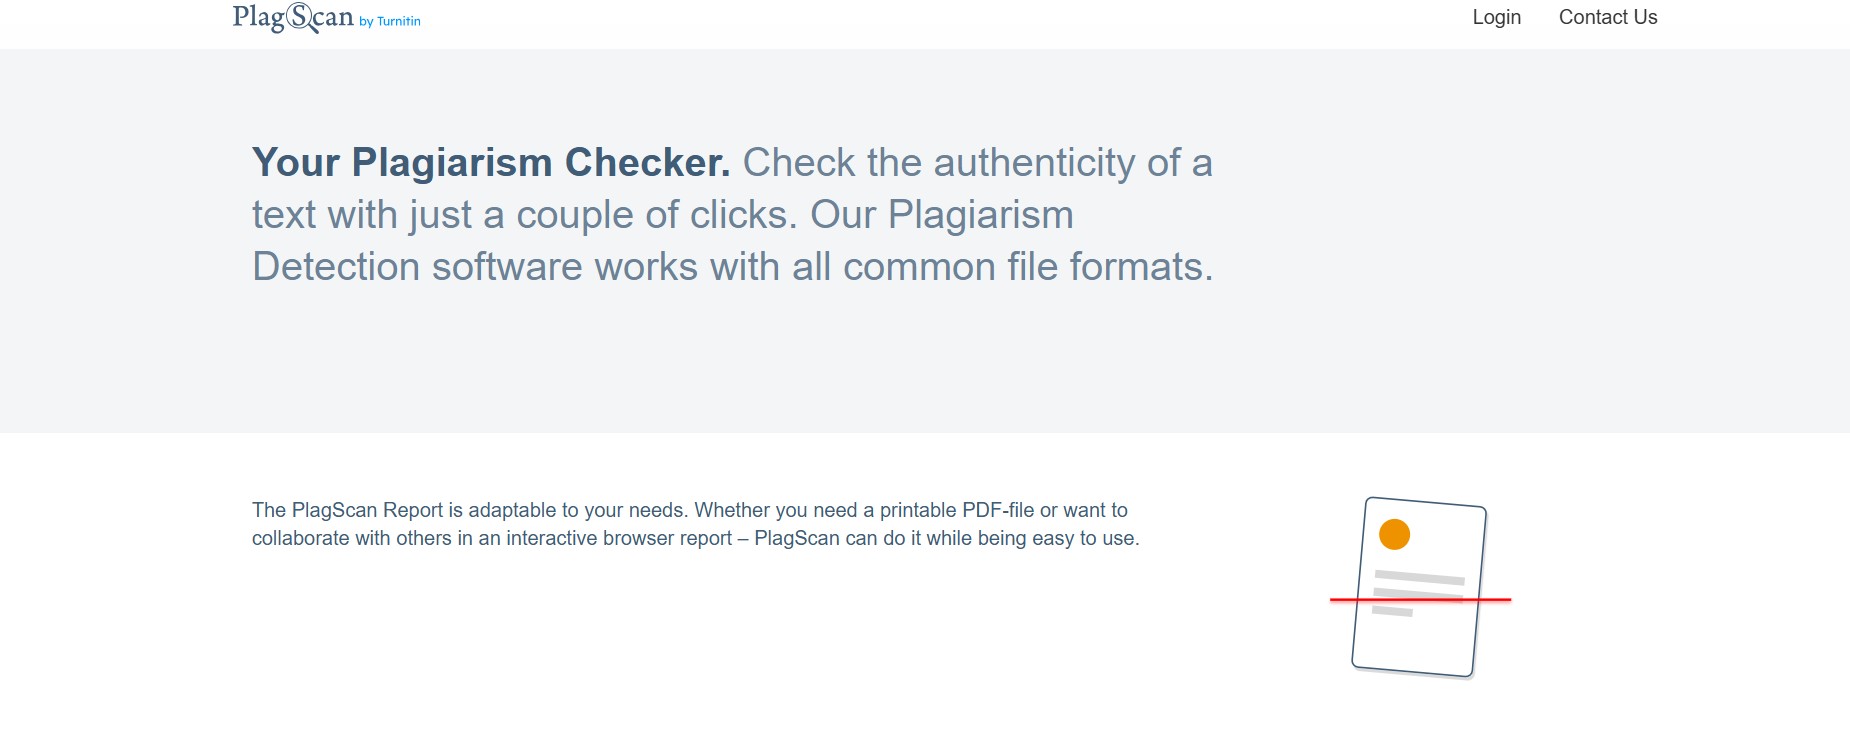 PlagScan by Turnitin
Login
Contact Us
Your Plagiarism Checker. Check the authenticity of a
text with just a couple of clicks. Our Plagiarism
Detection software works with all common file formats.
The PlagScan Report is adaptable to your needs. Whether you need a printable PDF-file or want to
collaborate with others in an interactive browser report – PlagScan can do it while being easy to use.